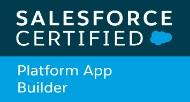 SALESFORCE
CERTIFIED
Platform App
Builder